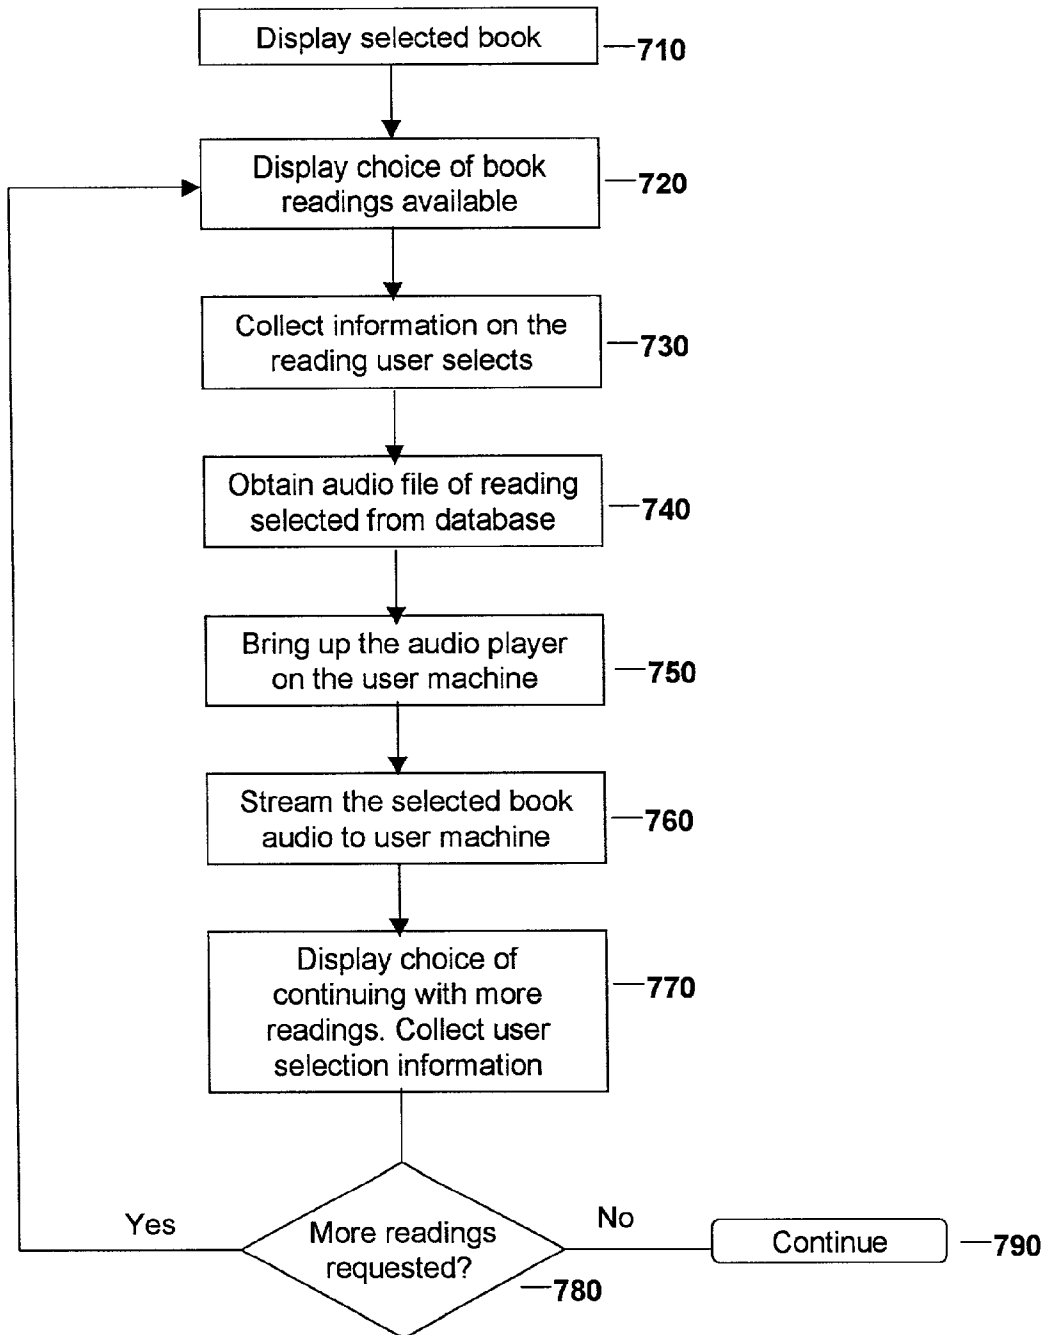 Display selected book
710
Display choice of book
readings available
720
Collect information on the
reading user selects
730
Obtain audio file of reading
selected from database
740
Bring up the audio player
on the user machine
750
Stream the selected book
audio to user machine
760
Display choice of
continuing with more
readings. Collect user
selection information
770
Yes
More readings
requested?
780
No
Continue
790